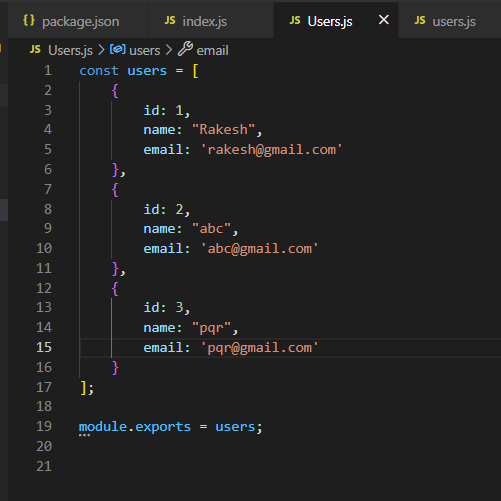 package.json JS index.js JS Users.js × JS users.js
JS Users.js > users > email
1 const users = [
2 {
3 id: 1,
4 name: "Rakesh",
5 email: 'rakesh@gmail.com'
6 },
7 {
8 id: 2,
9 name: "abc",
10 email: 'abc@gmail.com'
11 },
12 {
13 id: 3,
14 name: "pqr",
15 email: 'pqr@gmail.com'
16 }
17 ];
18
19 module.exports = users;
20
21